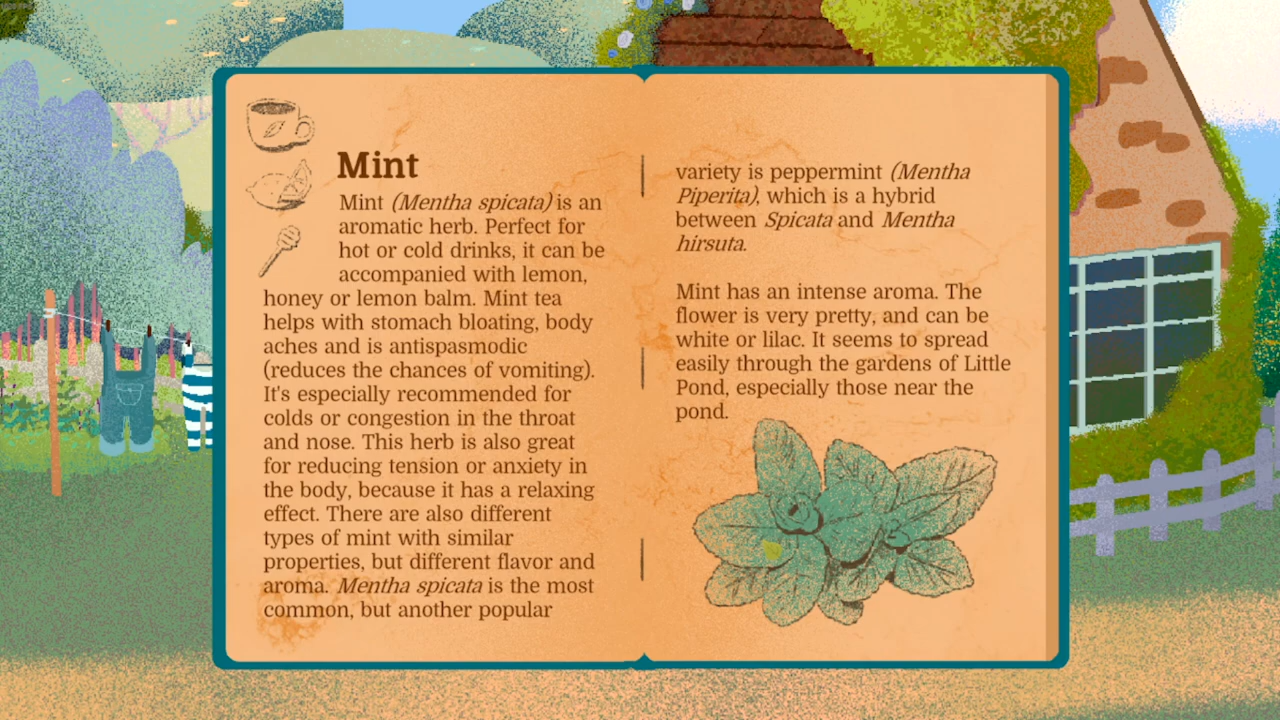 Mint
Mint (Mentha spicata) is an
aromatic herb. Perfect for
hot or cold drinks, it can be
accompanied with lemon,
honey or lemon balm. Mint tea
helps with stomach bloating, body
aches and is antispasmodic
(reduces the chances of vomiting).
It's especially recommended for
colds or congestion in the throat
and nose. This herb is also great
for reducing tension or anxiety in
the body, because it has a relaxing
effect. There are also different
types of mint with similar
properties, but different flavor and
aroma. Mentha spicata is the most
common, but another popular
variety is peppermint (Mentha
Piperita), which is a hybrid
between Spicata and Mentha
hirsuta.
Mint has an intense aroma. The
flower is very pretty, and can be
white or lilac. It seems to spread
easily through the gardens of Little
Pond, especially those near the
pond.